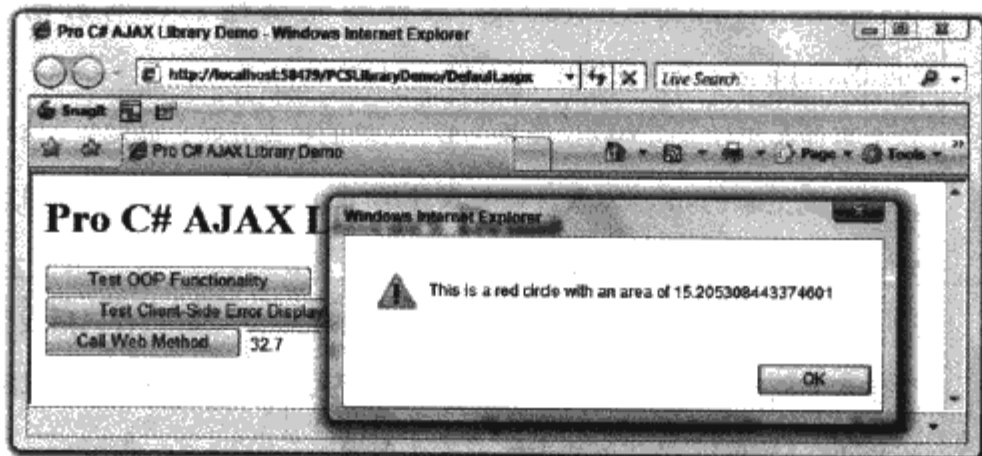 Pro C# AJAX Library Demo - Windows Internet Explorer
http://localhost:58479/PCSLibraryDemo/Default.aspx
Live Search
SnagIt
Pro C# AJAX Library Demo
Page
Tools
Pro C# AJAX L
Windows Internet Explorer
Test OOP Functionality
This is a red circle with an area of 15.205308443374601
Test Client-Side Error Display
Call Web Method
32.7
OK